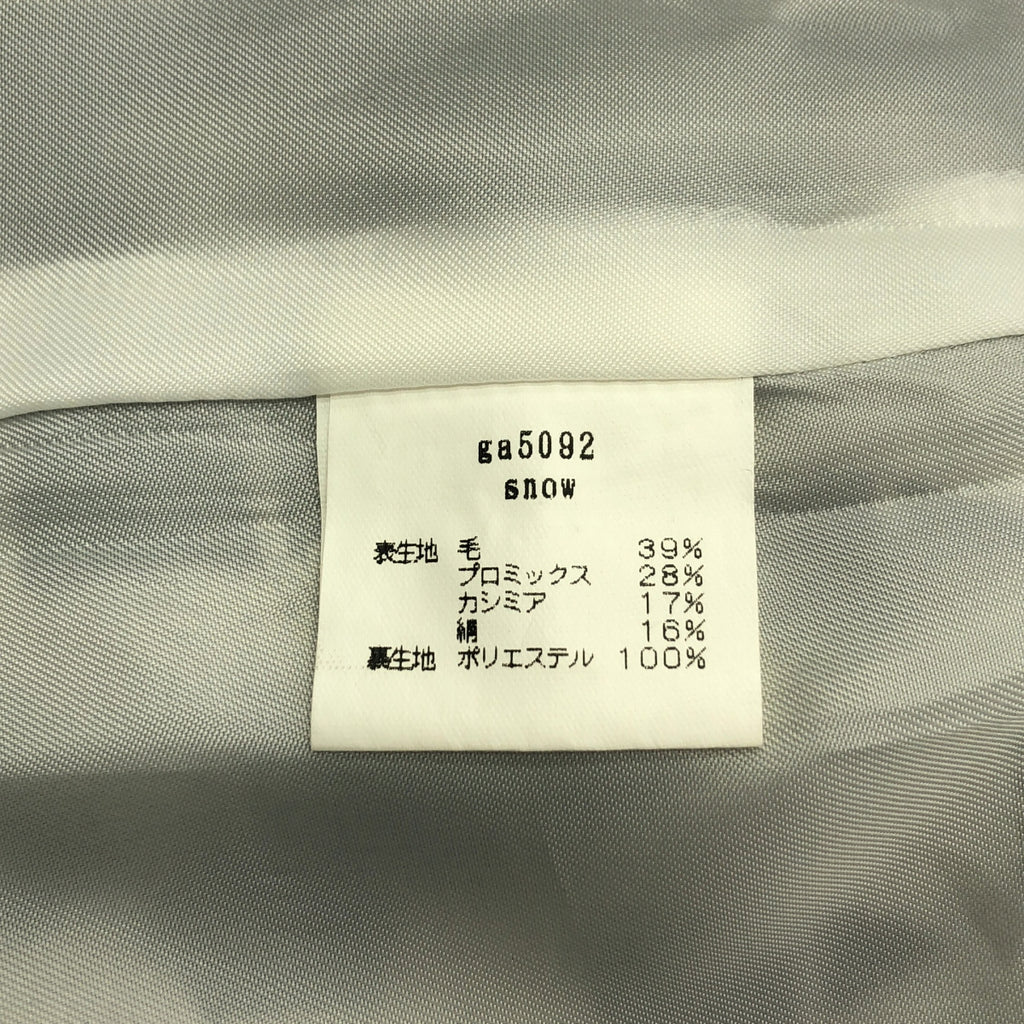 ga5092
snow
表生地 毛 39%
プロミックス 28%
カシミア 17%
絹 16%
裏生地 ポリエステル 100%